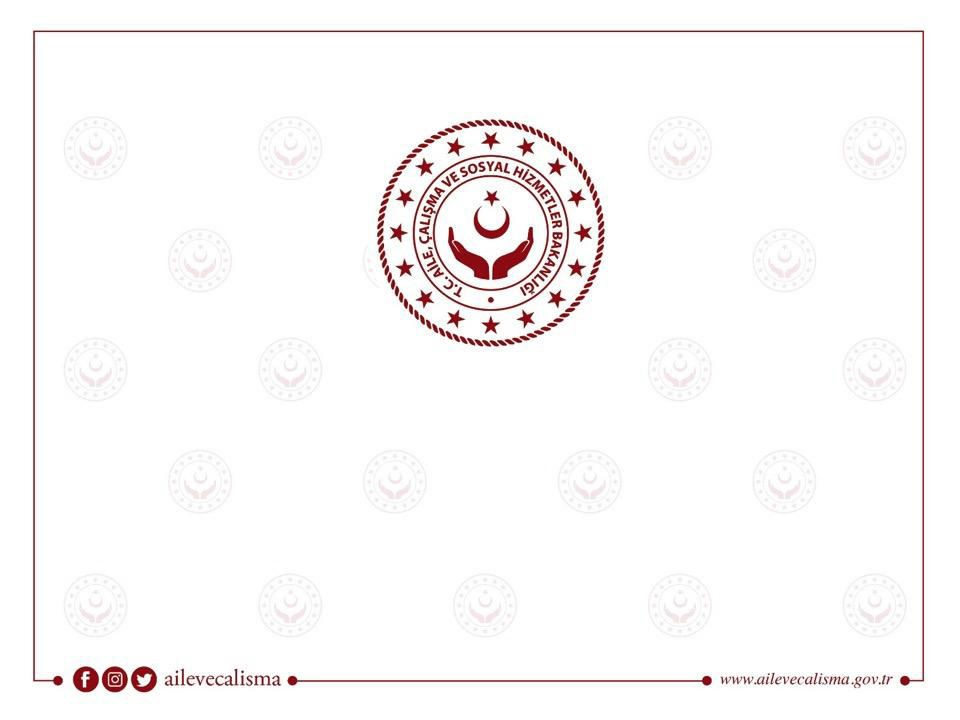 T.C. AİLE, ÇALIŞMA VE SOSYAL HİZMETLER BAKANLIĞI
ailevecalisma
www.ailevecalisma.gov.tr